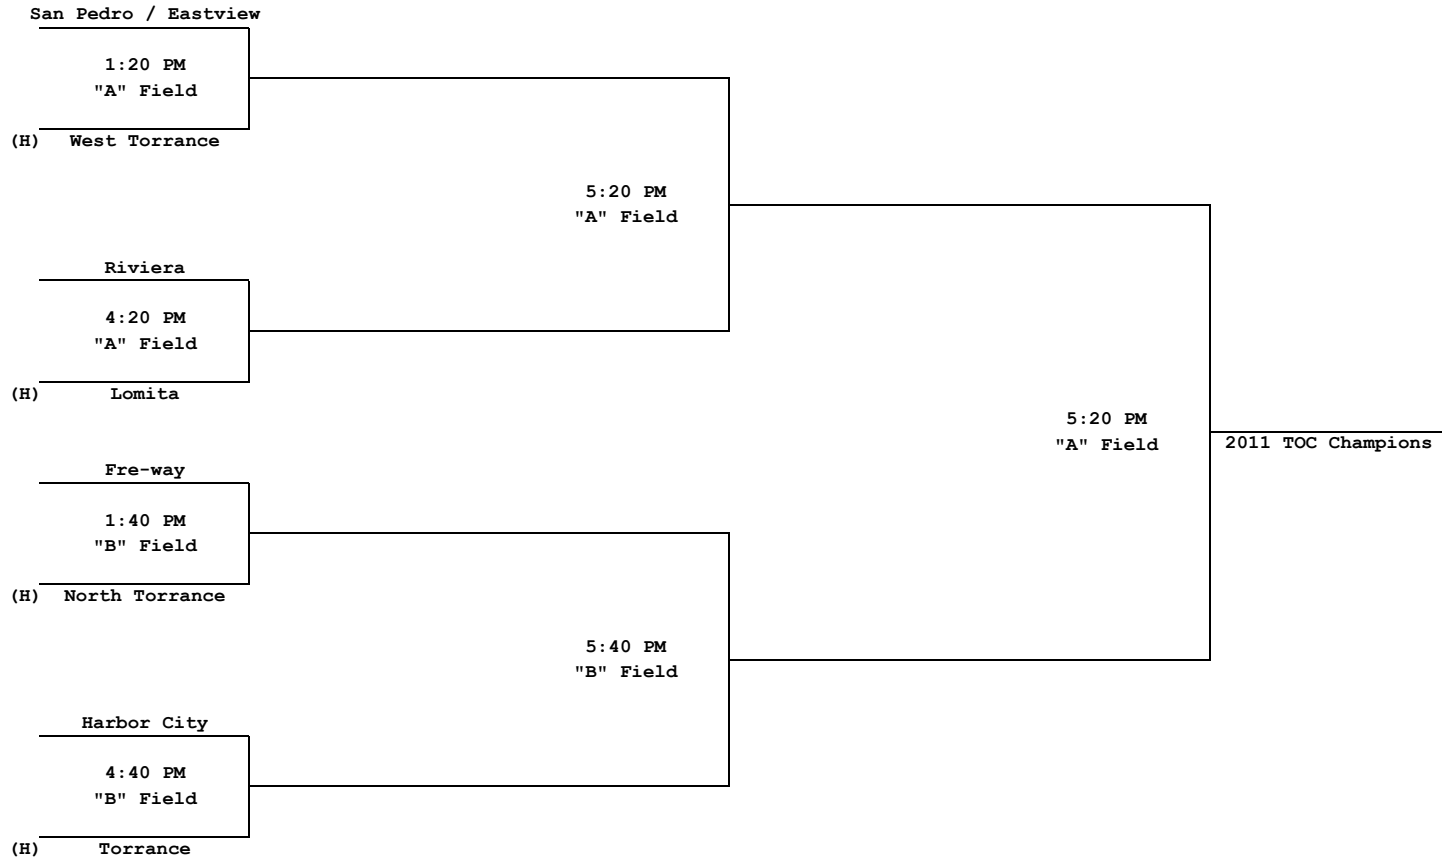 San Pedro / Eastview
1:20 PM
"A" Field
(H) West Torrance
5:20 PM
"A" Field
Riviera
4:20 PM
"A" Field
(H) Lomita
5:20 PM
"A" Field
2011 TOC Champions
Fre-way
1:40 PM
"B" Field
(H) North Torrance
5:40 PM
"B" Field
Harbor City
4:40 PM
"B" Field
(H) Torrance